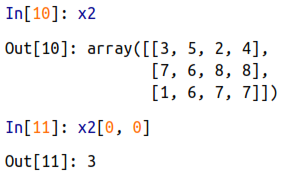 In[10]: x2
Out[10]: array([[3, 5, 2, 4],
                [7, 6, 8, 8],
                [1, 6, 7, 7]])
In[11]: x2[0, 0]
Out[11]: 3